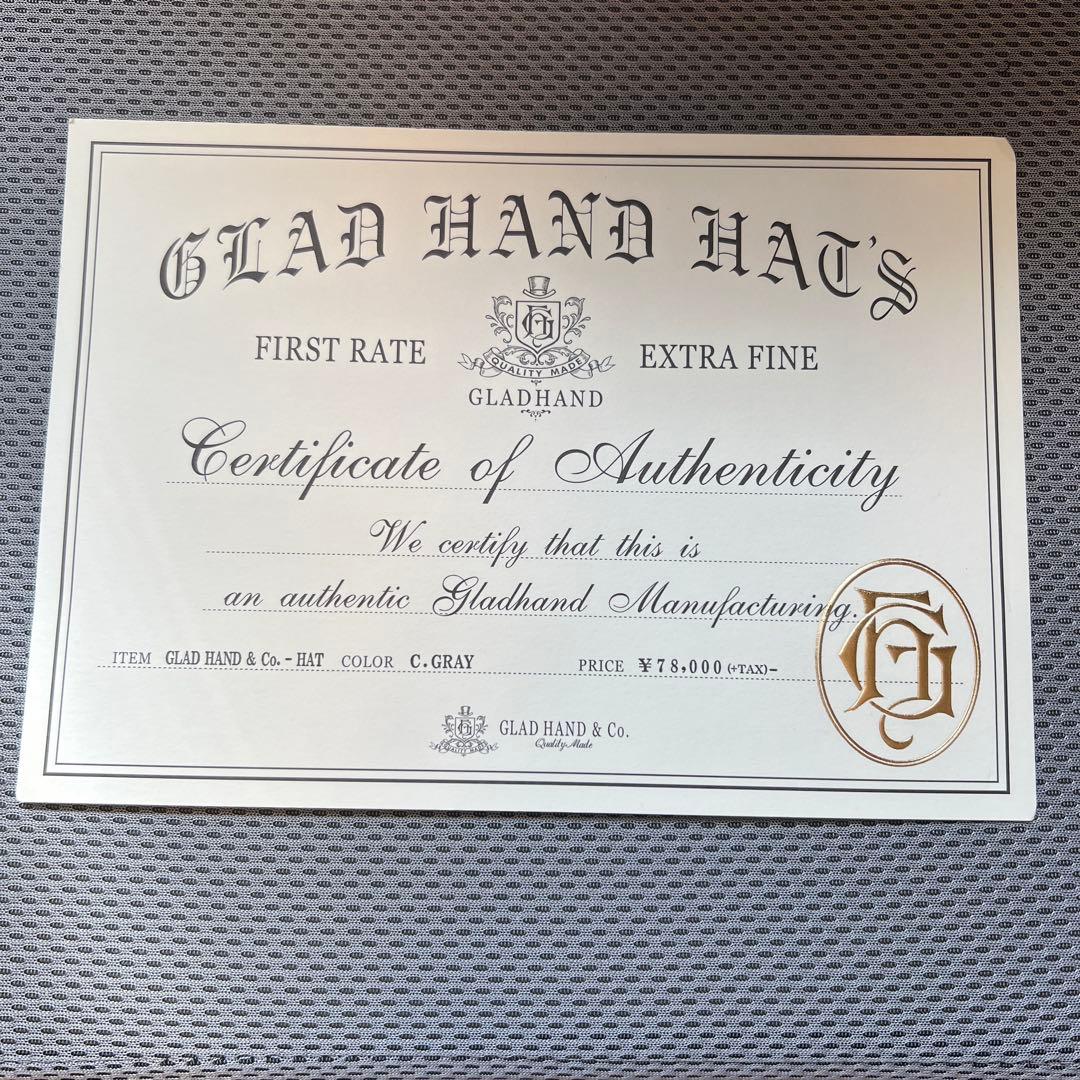 GLAD HAND HAT'S
FIRST RATE
QUALITY MADE
EXTRA FINE
GLADHAND
Certificate of Authenticity
We certify that this is
an authentic Gladhand Manufacturing.
ITEM GLAD HAND & Co. - HAT COLOR C.GRAY PRICE ¥78,000 (+TAX)-
GLAD HAND & Co.
Quality Made